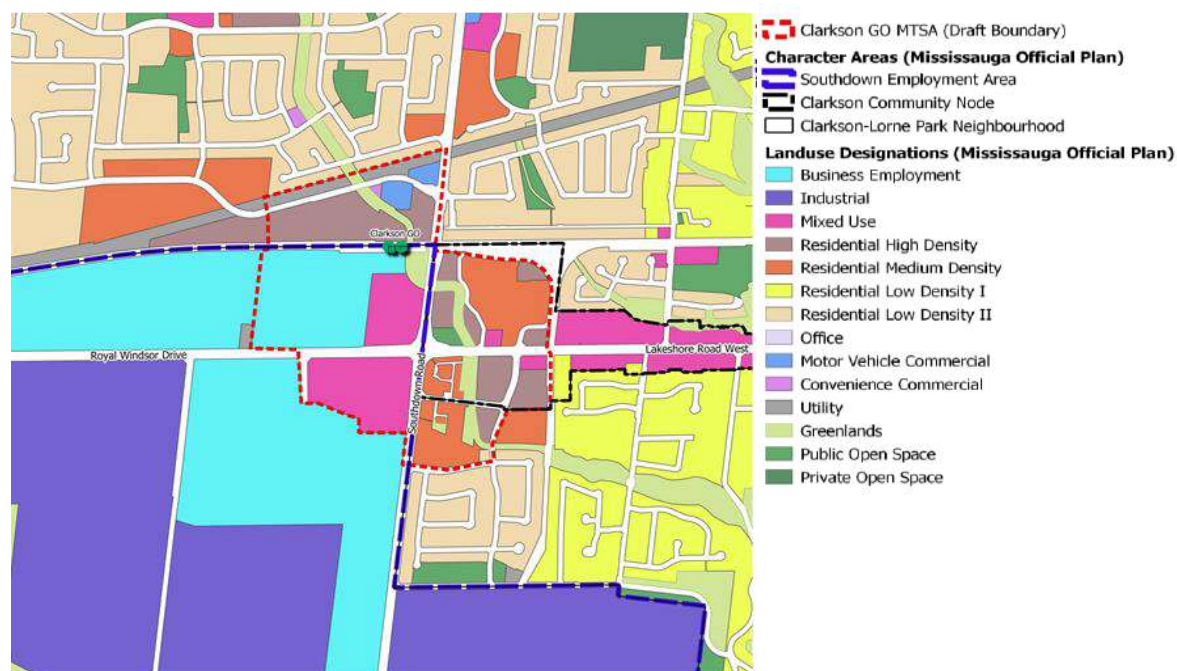 Clarkson GO MTSA (Draft Boundary)
Character Areas (Mississauga Official Plan)
Southdown Employment Area
Clarkson Community Node
Clarkson-Lorne Park Neighbourhood
Landuse Designations (Mississauga Official Plan)
Business Employment
Industrial
Mixed Use
Residential High Density
Residential Medium Density
Residential Low Density I
Residential Low Density II
Office
Motor Vehicle Commercial
Convenience Commercial
Utility
Greenlands
Public Open Space
Private Open Space
Clarkson GO
Royal Windsor Drive
Lakeshore Road West
Southdown Road